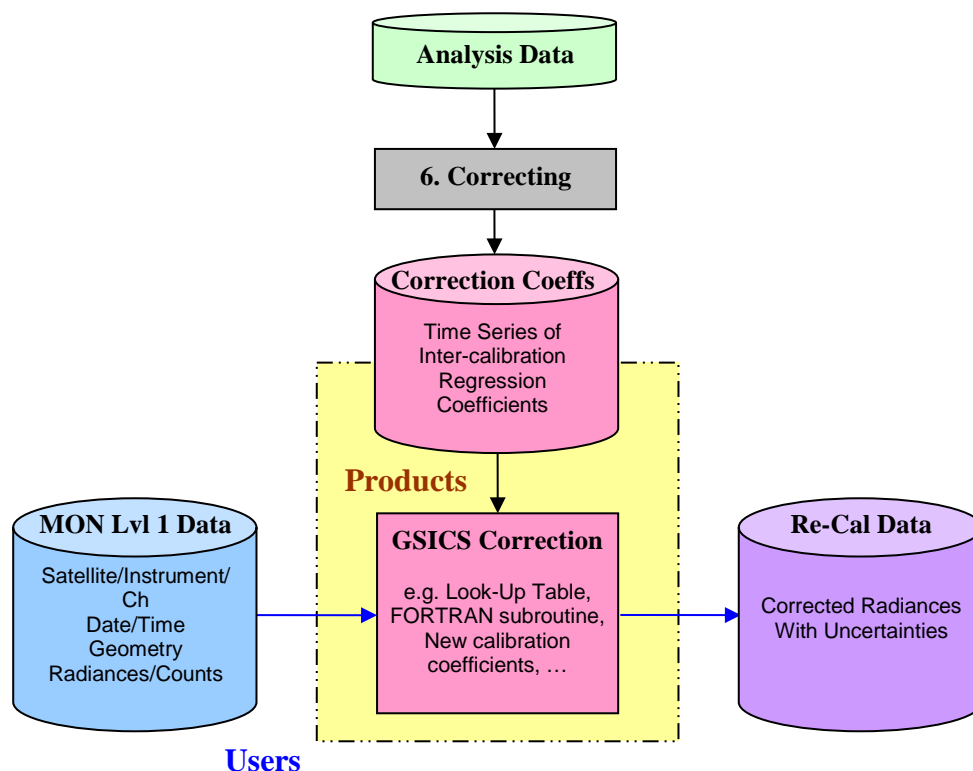 Analysis Data
6. Correcting
Correction Coeffs
Time Series of
Inter-calibration
Regression
Coefficients
Products
MON Lvl 1 Data
Satellite/Instrument/
Ch
Date/Time
Geometry
Radiances/Counts
GSICS Correction
e.g. Look-Up Table,
FORTRAN subroutine,
New calibration
coefficients, …
Re-Cal Data
Corrected Radiances
With Uncertainties
Users